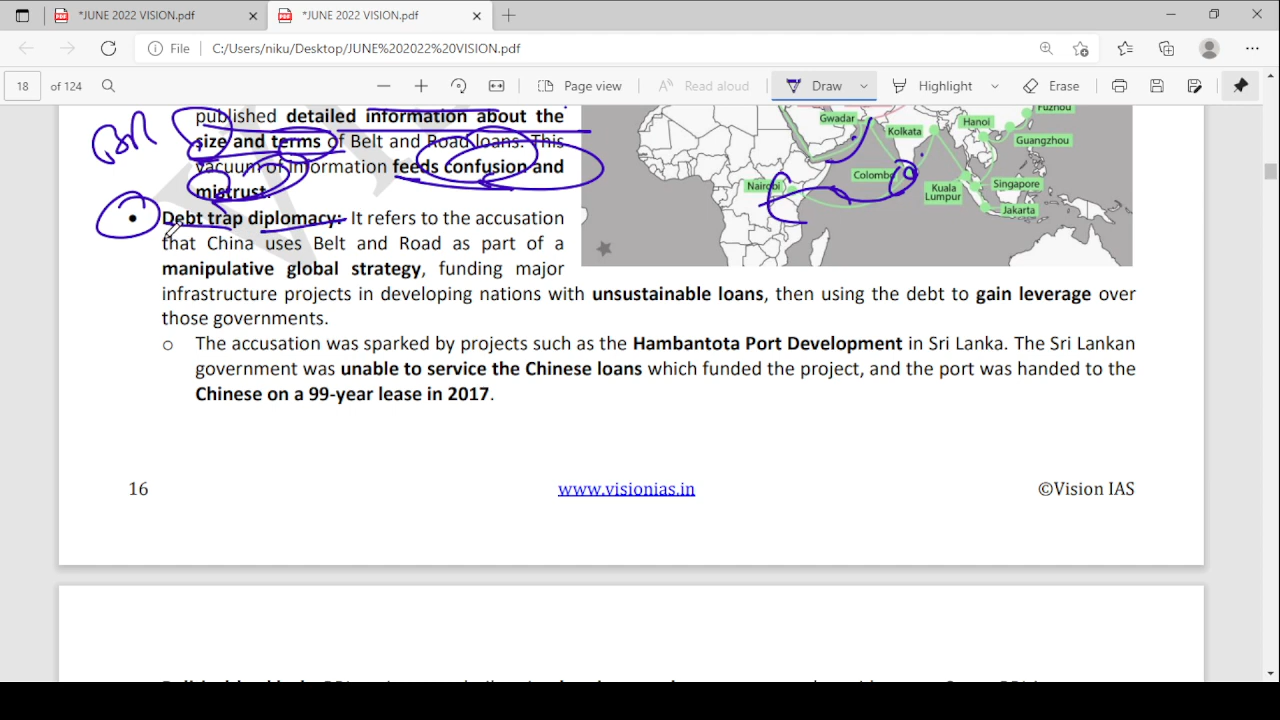 *JUNE 2022 VISION.pdf
*JUNE 2022 VISION.pdf
File
C:/Users/niku/Desktop/JUNE%202022%20VISION.pdf
18 of 124
Page view
Read aloud
Draw
Highlight
Erase
published detailed information about the
size and terms of Belt and Road loans. This
vacuum of information feeds confusion and
mistrust.
BRI
• Debt trap diplomacy: It refers to the accusation
that China uses Belt and Road as part of a
manipulative global strategy, funding major
infrastructure projects in developing nations with unsustainable loans, then using the debt to gain leverage over
those governments.
o The accusation was sparked by projects such as the Hambantota Port Development in Sri Lanka. The Sri Lankan
government was unable to service the Chinese loans which funded the project, and the port was handed to the
Chinese on a 99-year lease in 2017.
Fuzhou
Gwadar
Kolkata
Hanoi
Guangzhou
Colombo
Nairobi
Kuala
Lumpur
Singapore
Jakarta
16
www.visionias.in
©Vision IAS